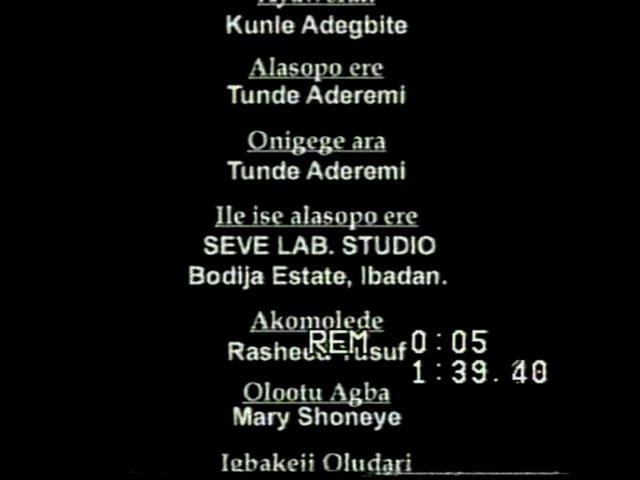 Kunle Adegbite
Alasopo ere
Tunde Aderemi
Onigege ara
Tunde Aderemi
Ile ise alasopo ere
SEVE LAB. STUDIO
Bodija Estate, Ibadan.
Akomolede
REM 0:05
1:39.40
Olootu Agba
Mary Shoneye
Igbakeji Oludari